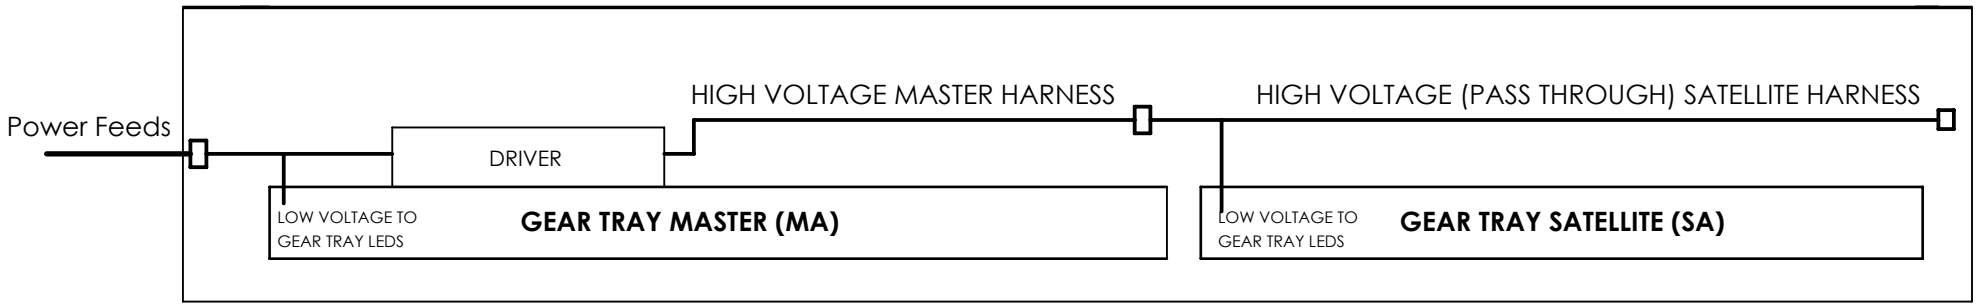 HIGH VOLTAGE MASTER HARNESS
HIGH VOLTAGE (PASS THROUGH) SATELLITE HARNESS
Power Feeds
DRIVER
LOW VOLTAGE TO
GEAR TRAY LEDS
GEAR TRAY MASTER (MA)
LOW VOLTAGE TO
GEAR TRAY LEDS
GEAR TRAY SATELLITE (SA)